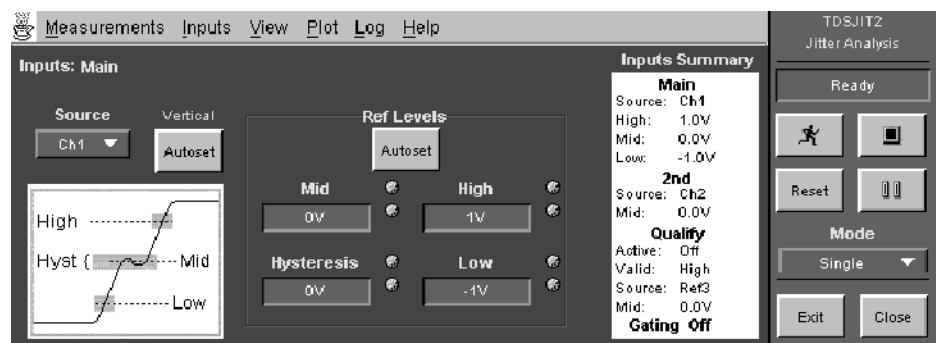 Measurements Inputs View Plot Log Help
Inputs: Main
Source
Ch1
Vertical
Autoset
High
Hyst {
Mid
Low
Ref Levels
Autoset
Mid
0V
High
1V
Hysteresis
0V
Low
-1V
Inputs Summary
Main
Source: Ch1
High: 1.0V
Mid: 0.0V
Low: -1.0V
2nd
Source: Ch2
Mid: 0.0V
Qualify
Active: Off
Valid: High
Source: Ref3
Mid: 0.0V
Gating Off
TDSJIT2
Jitter Analysis
Ready
Reset
Mode
Single
Exit
Close